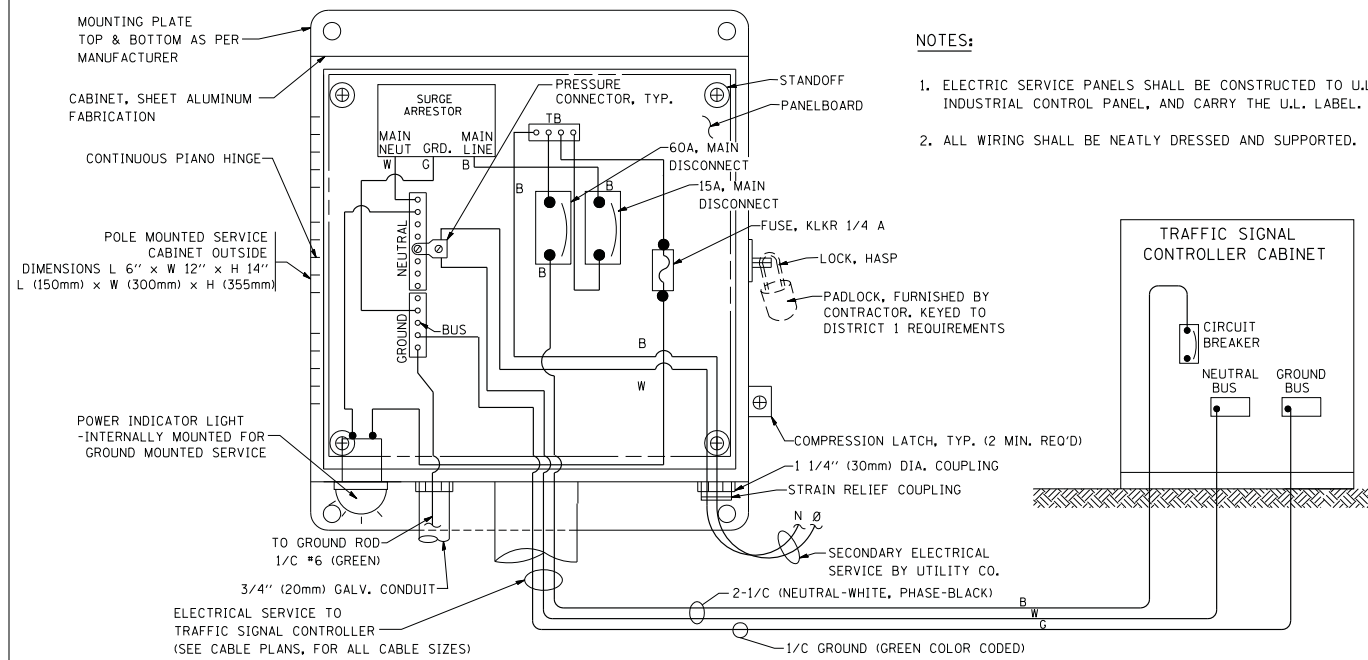 MOUNTING PLATE
TOP & BOTTOM AS PER
MANUFACTURER
CABINET, SHEET ALUMINUM
FABRICATION
CONTINUOUS PIANO HINGE
POLE MOUNTED SERVICE
CABINET OUTSIDE
DIMENSIONS L 6" x W 12" x H 14"
L (150mm) x W (300mm) x H (355mm)
POWER INDICATOR LIGHT
-INTERNALLY MOUNTED FOR
GROUND MOUNTED SERVICE
TO GROUND ROD
1/C #6 (GREEN)
3/4" (20mm) GALV. CONDUIT
ELECTRICAL SERVICE TO
TRAFFIC SIGNAL CONTROLLER
(SEE CABLE PLANS, FOR ALL CABLE SIZES)
SURGE
ARRESTOR
MAIN
NEUT
GRD.
MAIN
LINE
W
G
B
PRESSURE
CONNECTOR, TYP.
TB
NEUTRAL
GROUND
BUS
B
B
B
B
W
STANDOFF
PANELBOARD
60A, MAIN
DISCONNECT
15A, MAIN
DISCONNECT
FUSE, KLKR 1/4 A
LOCK, HASP
PADLOCK, FURNISHED BY
CONTRACTOR. KEYED TO
DISTRICT 1 REQUIREMENTS
COMPRESSION LATCH, TYP. (2 MIN. REQ'D)
1 1/4" (30mm) DIA. COUPLING
STRAIN RELIEF COUPLING
N Ø
SECONDARY ELECTRICAL
SERVICE BY UTILITY CO.
2-1/C (NEUTRAL-WHITE, PHASE-BLACK)
B
W
G
1/C GROUND (GREEN COLOR CODED)
NOTES:
1. ELECTRIC SERVICE PANELS SHALL BE CONSTRUCTED TO U.L
INDUSTRIAL CONTROL PANEL, AND CARRY THE U.L. LABEL.
2. ALL WIRING SHALL BE NEATLY DRESSED AND SUPPORTED.
TRAFFIC SIGNAL
CONTROLLER CABINET
CIRCUIT
BREAKER
NEUTRAL
BUS
GROUND
BUS